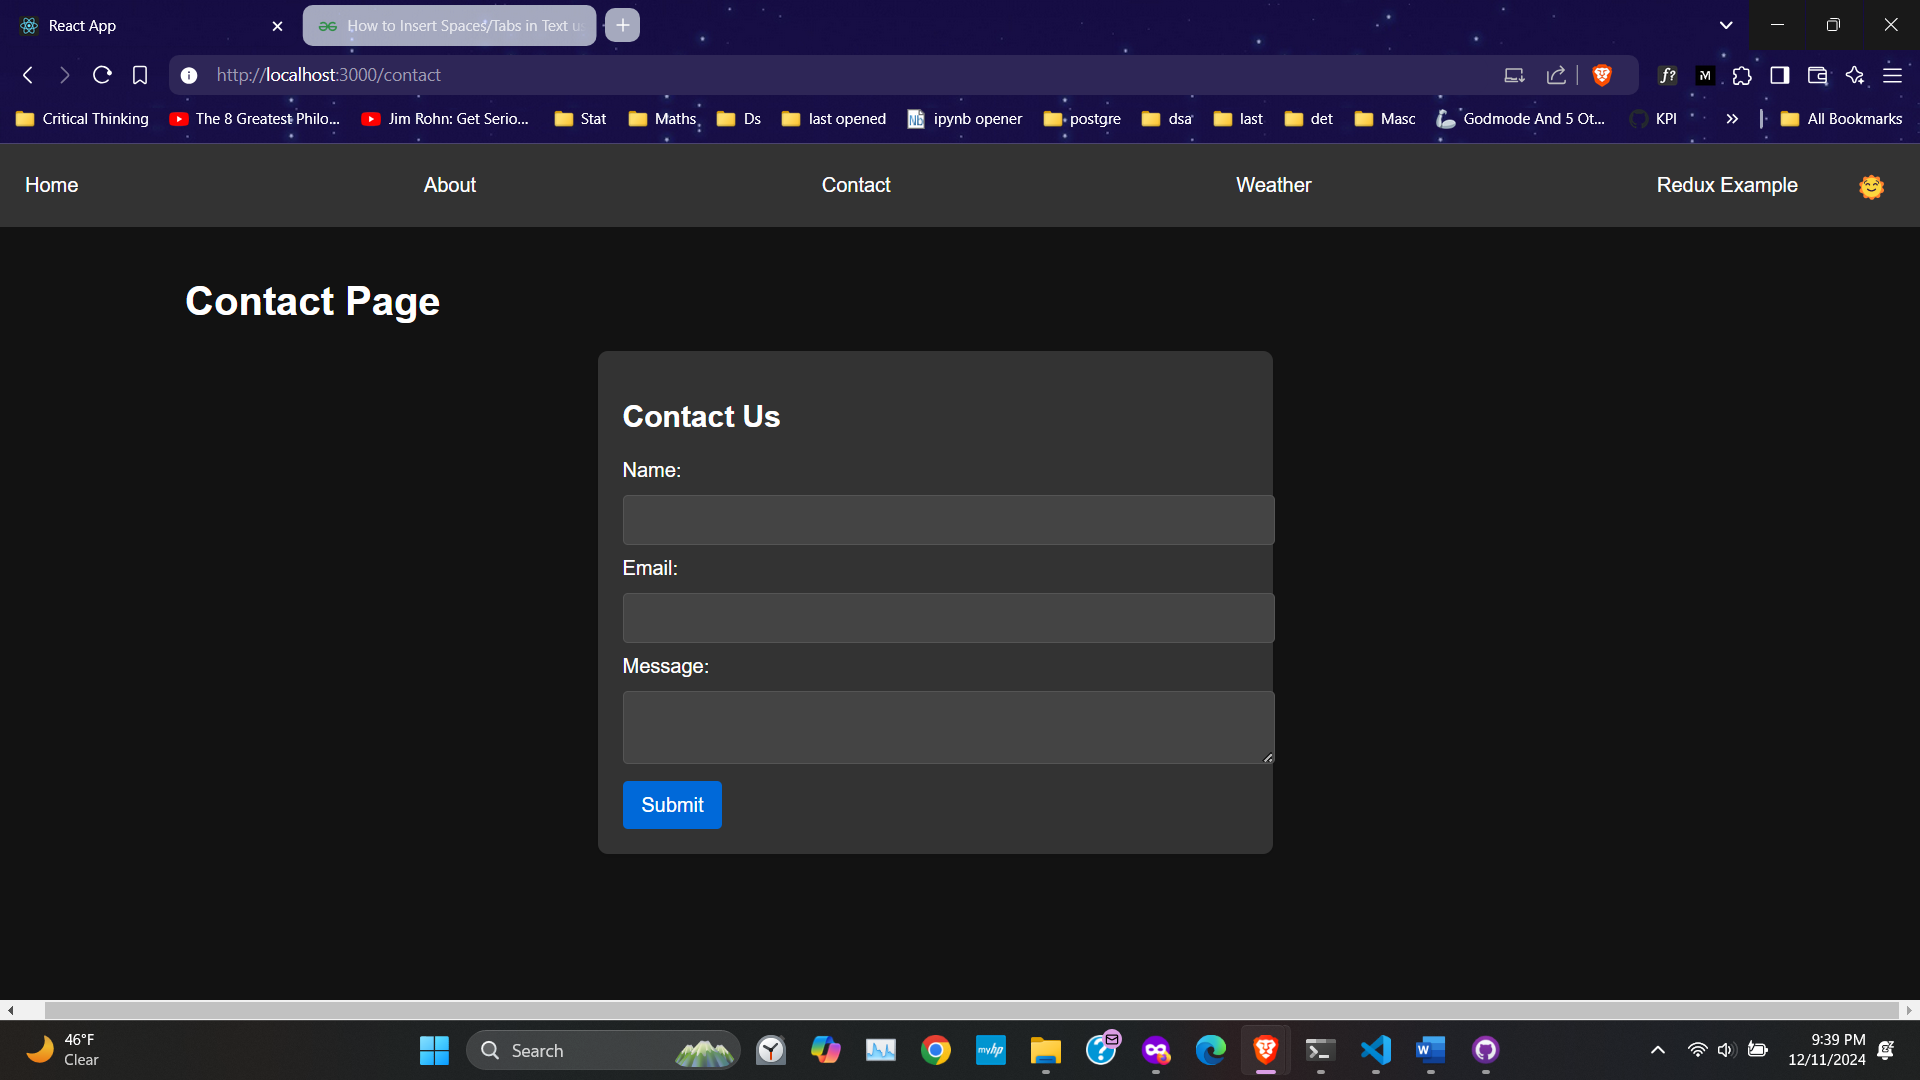 React App
How to Insert Spaces/Tabs in Text u
http://localhost:3000/contact
Critical Thinking
The 8 Greatest Philo...
Jim Rohn: Get Serio...
Stat
Maths
Ds
last opened
ipynb opener
postgre
dsa
last
det
Masc
Godmode And 5 Ot...
KPI
All Bookmarks
Home
About
Contact
Weather
Redux Example
Contact Page
Contact Us
Name:
Email:
Message:
Submit
46°F
Clear
Search
myhp
9:39 PM
12/11/2024